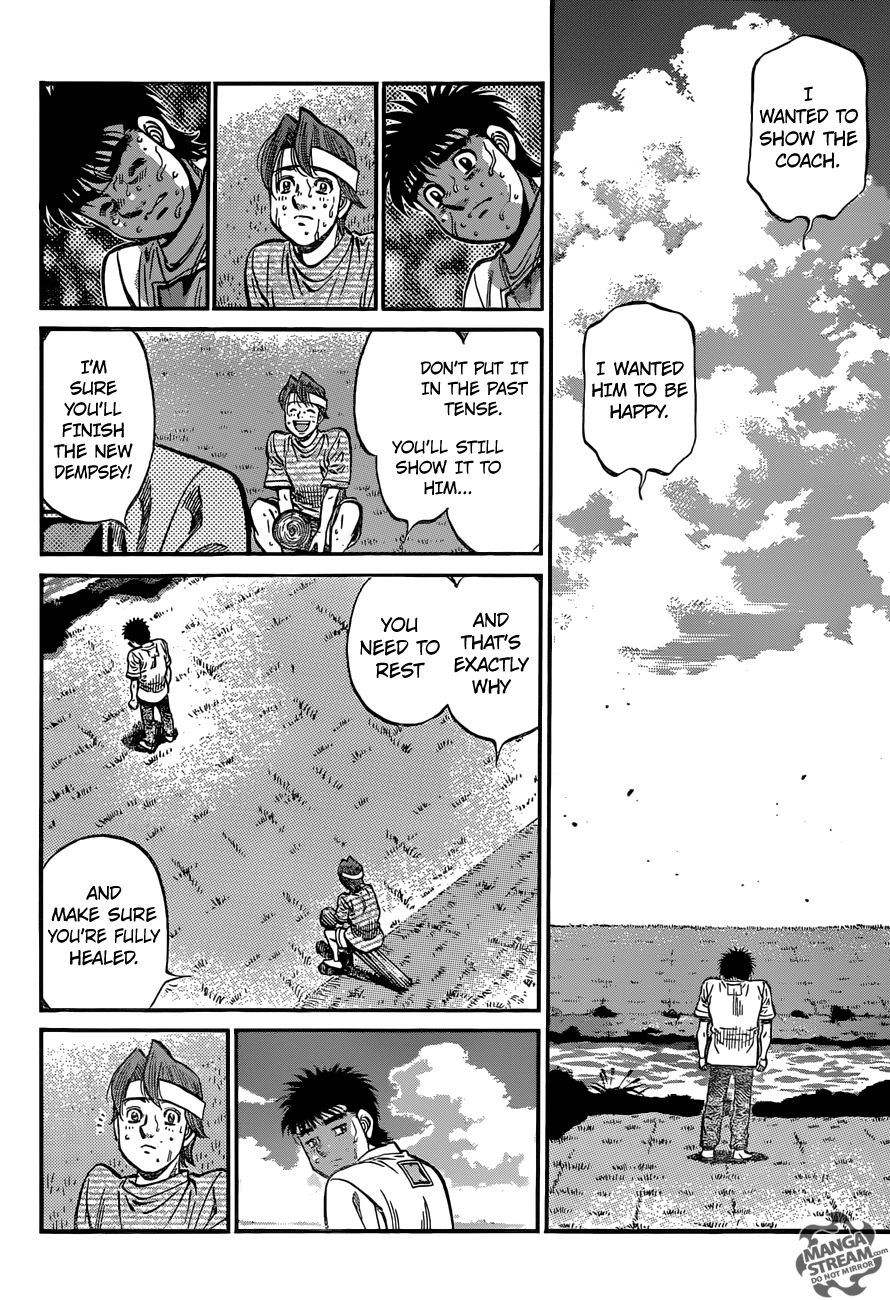 I
WANTED TO
SHOW THE
COACH.
I WANTED
HIM TO BE
HAPPY.
DON'T PUT IT
IN THE PAST
TENSE.
YOU'LL STILL
SHOW IT TO
HIM...
I'M
SURE
YOU'LL
FINISH
THE NEW
DEMPSEY!
AND
THAT'S
EXACTLY
WHY
YOU
NEED TO
REST
AND
MAKE SURE
YOU'RE FULLY
HEALED.
MANGA
STREAM.com
DO NOT MIRROR